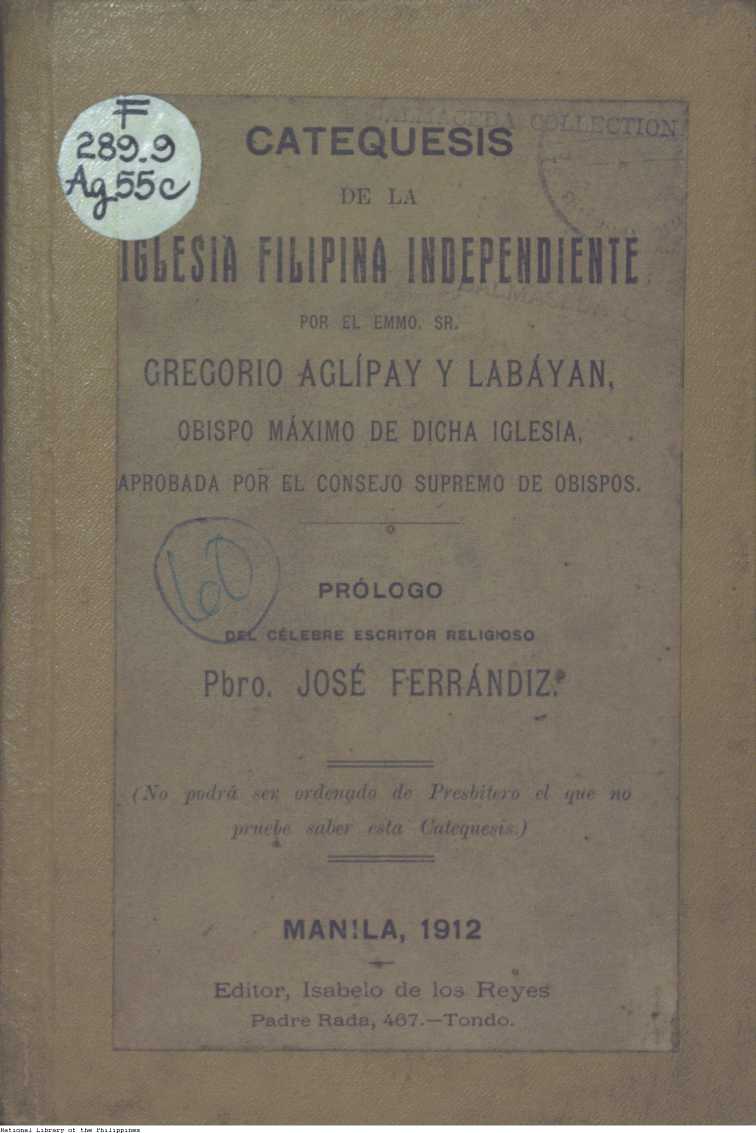 F
289.9
Ag55c
ALMACEDA COLLECTION
CATEQUESIS
DE LA
IGLESIA FILIPINA INDEPENDIENTE
POR EL EMMO. SR.
GREGORIO AGLÍPAY Y LABÁYAN,
OBISPO MÁXIMO DE DICHA IGLESIA,
APROBADA POR EL CONSEJO SUPREMO DE OBISPOS.
60
PRÓLOGO
DEL CÉLEBRE ESCRITOR RELIGIOSO
Pbro. JOSÉ FERRÁNDIZ.
(No podrá ser ordenado de Presbítero el que no
pruebe saber esta Catequesis.)
MANILA, 1912
Editor, Isabelo de los Reyes
Padre Rada, 467.—Tondo.
National Library of the Philippines